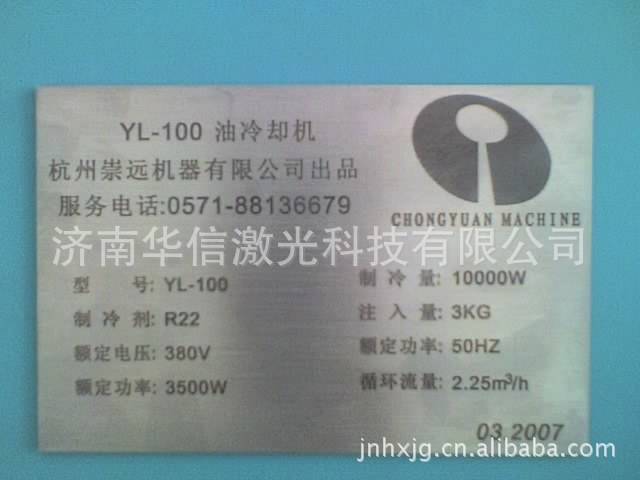 YL-100 油冷却机
杭州崇远机器有限公司出品
服务电话:0571-88136679
CHONGYUAN MACHINE
济南华信激光科技有限公司
型 号: YL-100
制冷量: 10000W
制冷剂: R22
注入量: 3KG
额定电压: 380V
额定功率: 50HZ
额定功率: 3500W
循环流量: 2.25m³/h
03.2007
jnhxjg.cn.alibaba.com